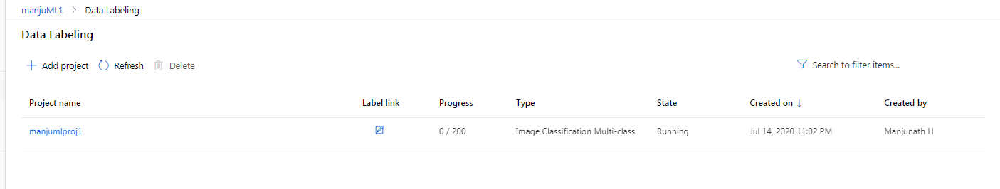 manjuML1 > Data Labeling
Data Labeling
Add project Refresh Delete Search to filter items...
Project name Label link Progress Type State Created on ↓ Created by
manjumlproj1 0 / 200 Image Classification Multi-class Running Jul 14, 2020 11:02 PM Manjunath H